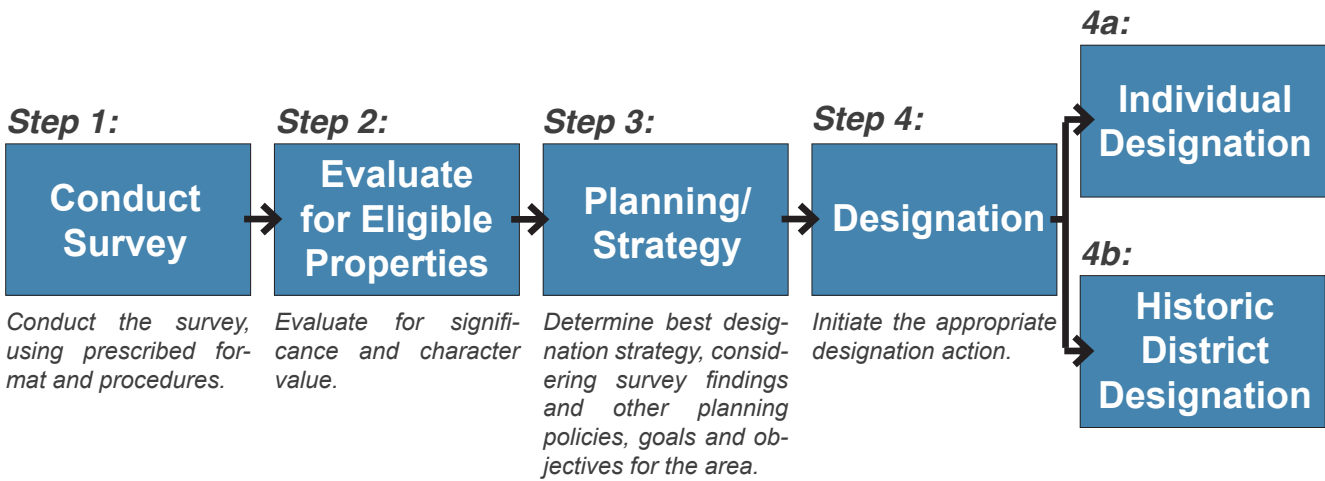 Step 1:
Conduct
Survey
Conduct the survey,
using prescribed for-
mat and procedures.
Step 2:
Evaluate
for Eligible
Properties
Evaluate for signifi-
cance and character
value.
Step 3:
Planning/
Strategy
Determine best desig-
nation strategy, consid-
ering survey findings
and other planning
policies, goals and ob-
jectives for the area.
Step 4:
Designation
Initiate the appropriate
designation action.
4a:
Individual
Designation
4b:
Historic
District
Designation